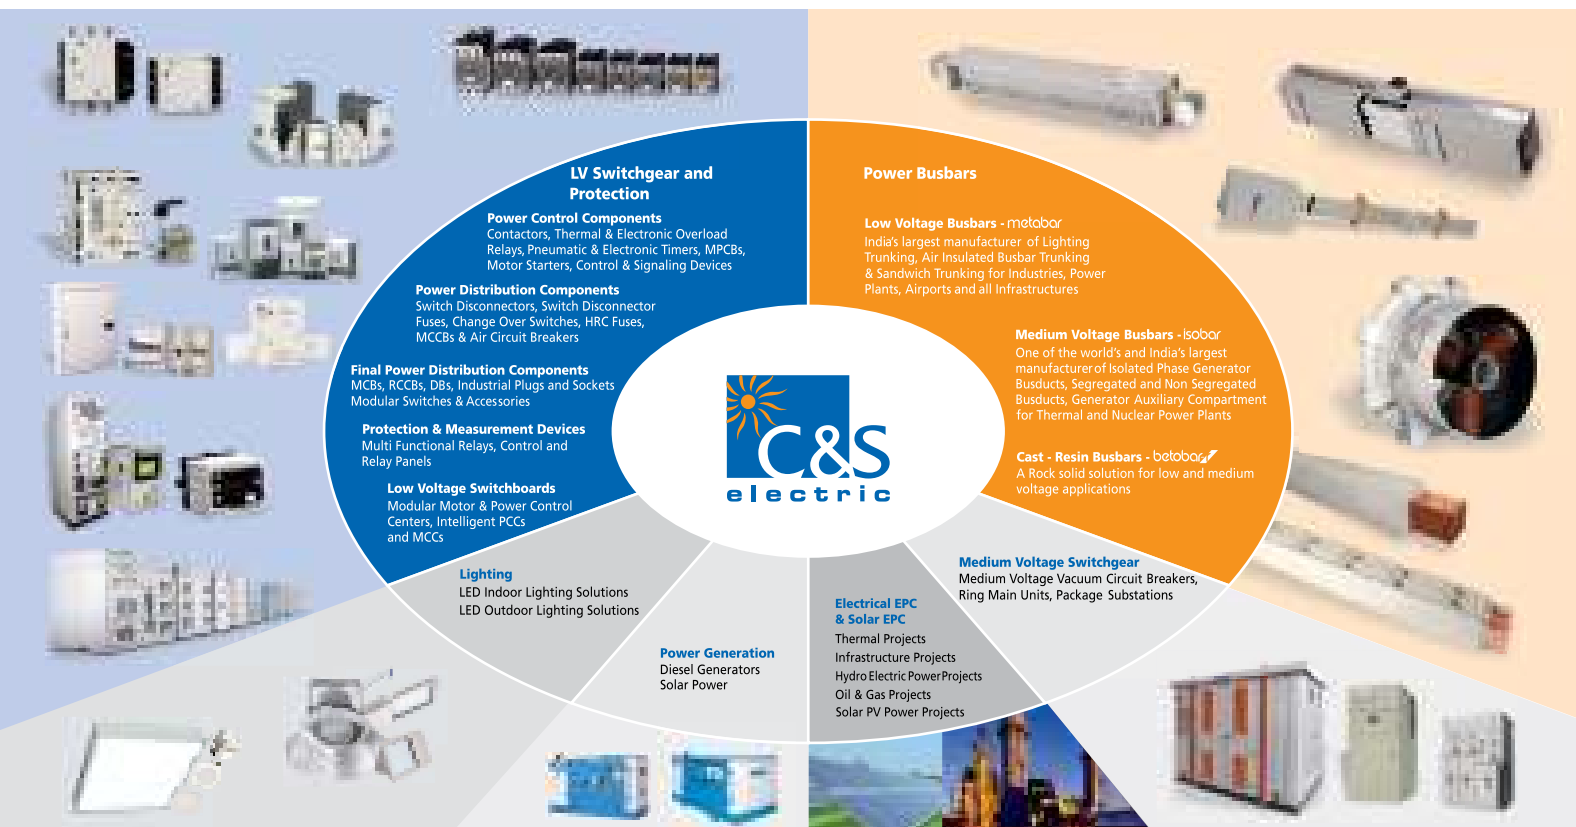 LV Switchgear and
Protection
Power Control Components
Contactors, Thermal & Electronic Overload
Relays, Pneumatic & Electronic Timers, MPCBs,
Motor Starters, Control & Signaling Devices
Power Distribution Components
Switch Disconnectors, Switch Disconnector
Fuses, Change Over Switches, HRC Fuses,
MCCBs & Air Circuit Breakers
Final Power Distribution Components
MCBs, RCCBs, DBs, Industrial Plugs and Sockets
Modular Switches & Accessories
Protection & Measurement Devices
Multi Functional Relays, Control and
Relay Panels
Low Voltage Switchboards
Modular Motor & Power Control
Centers, Intelligent PCCs
and MCCs
Power Busbars
Low Voltage Busbars - metabar
India's largest manufacturer of Lighting
Trunking, Air Insulated Busbar Trunking
& Sandwich Trunking for Industries, Power
Plants, Airports and all Infrastructures
Medium Voltage Busbars - isobar
One of the world's and India's largest
manufacturer of Isolated Phase Generator
Busducts, Segregated and Non Segregated
Busducts, Generator Auxiliary Compartment
for Thermal and Nuclear Power Plants
Cast - Resin Busbars - betobar
A Rock solid solution for low and medium
voltage applications
C&S
electric
Lighting
LED Indoor Lighting Solutions
LED Outdoor Lighting Solutions
Power Generation
Diesel Generators
Solar Power
Electrical EPC
& Solar EPC
Thermal Projects
Infrastructure Projects
Hydro Electric Power Projects
Oil & Gas Projects
Solar PV Power Projects
Medium Voltage Switchgear
Medium Voltage Vacuum Circuit Breakers,
Ring Main Units, Package Substations